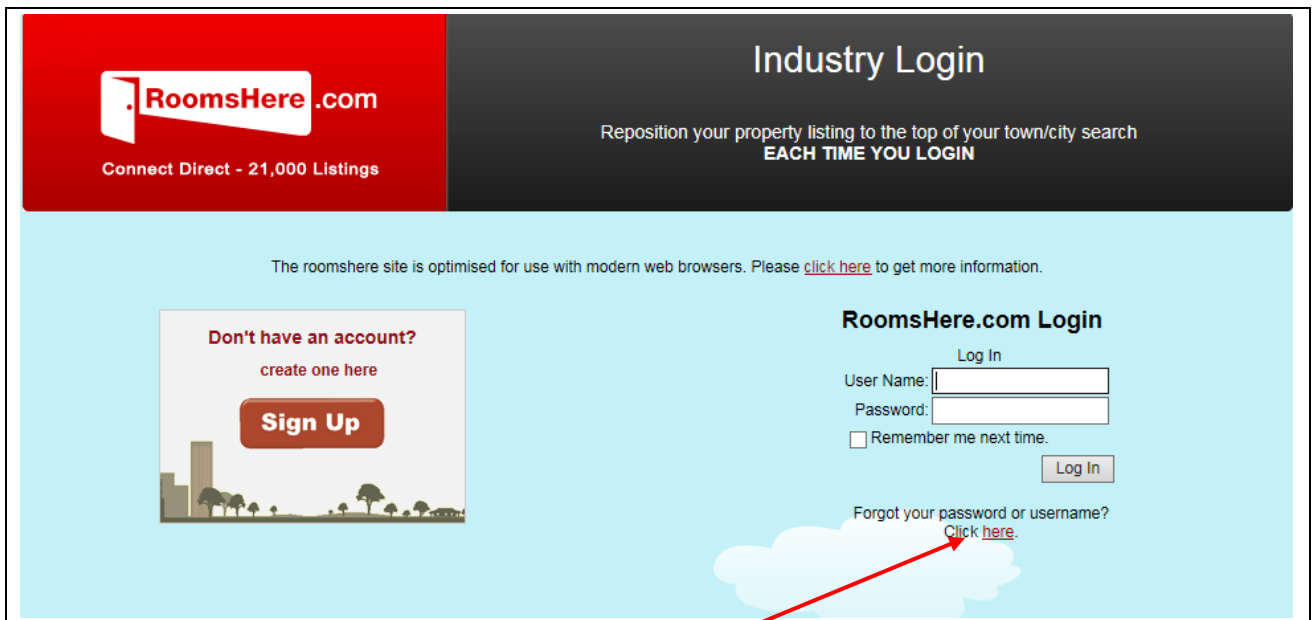 RoomsHere .com
Connect Direct - 21,000 Listings
Industry Login
Reposition your property listing to the top of your town/city search
EACH TIME YOU LOGIN
The roomshere site is optimised for use with modern web browsers. Please click here to get more information.
Don't have an account?
create one here
Sign Up
RoomsHere.com Login
Log In
User Name:
Password:
Remember me next time.
Log In
Forgot your password or username?
Click here.